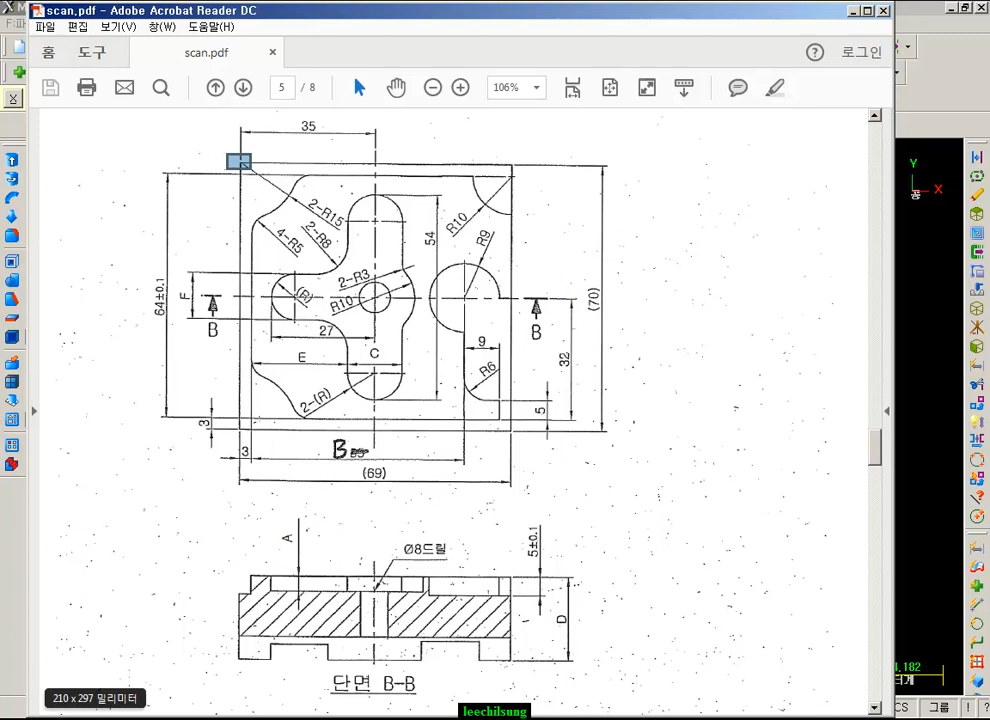 scan.pdf - Adobe Acrobat Reader DC
파일 편집 보기(V) 창(W) 도움말(H)
홈 도구 scan.pdf × ? 로그인
5 / 8 106%
35
2-R15
2-R8
4-R5
54
R10
R9
2-R3
R10
(R)
64±0.1
F
B
27
E
C
9
R6
B
32
(70)
2-(R)
5
3
3
B
(69)
A
Ø8드릴
5±0.1
D
단면 B-B
210 x 297 밀리미터
leechilsung
Y
X
CS 그룹